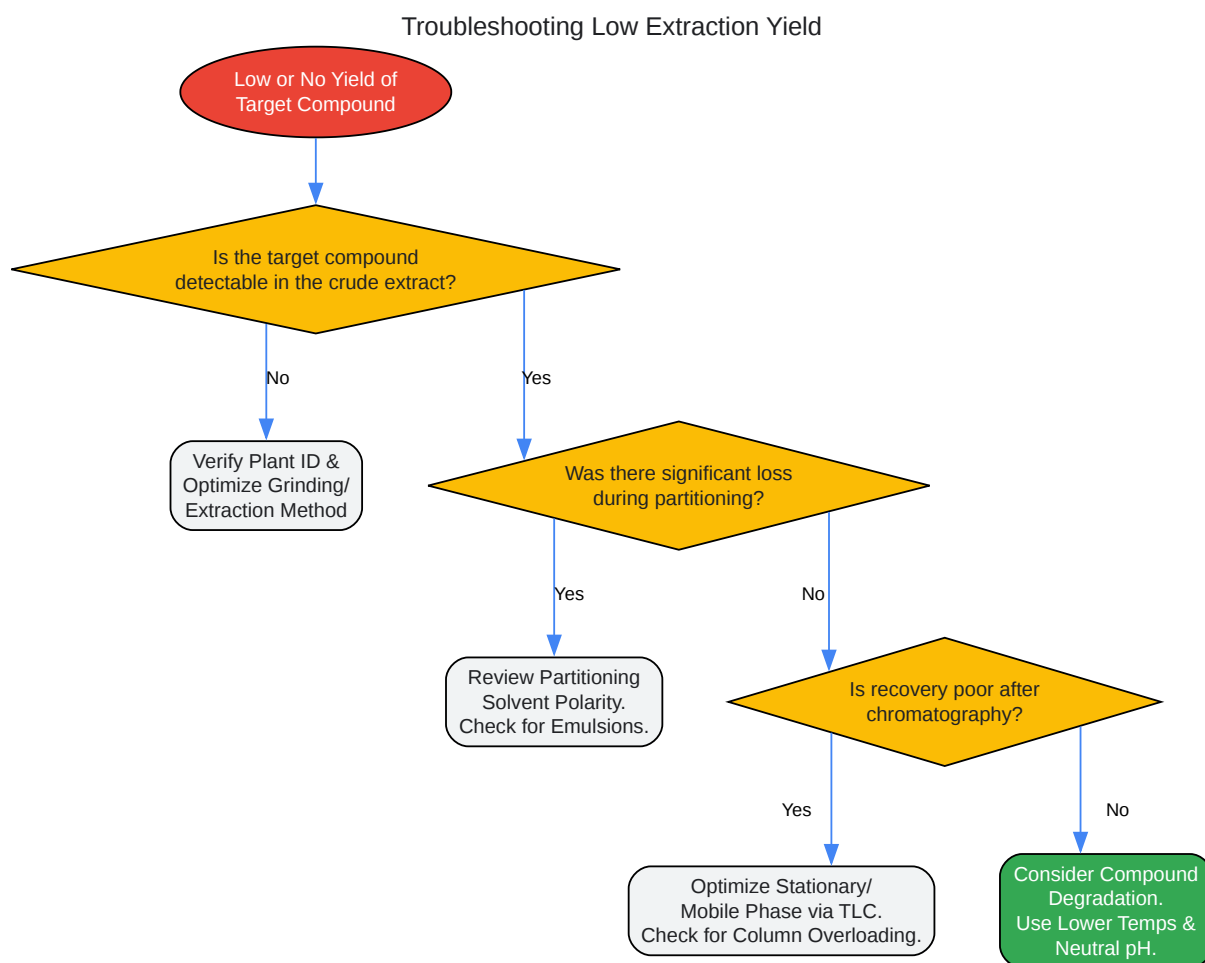 Troubleshooting Low Extraction Yield
Low or No Yield of
Target Compound
Is the target compound
detectable in the crude extract?
No
Yes
Verify Plant ID &
Optimize Grinding/
Extraction Method
Was there significant loss
during partitioning?
Yes
No
Review Partitioning
Solvent Polarity.
Check for Emulsions.
Is recovery poor after
chromatography?
Yes
No
Optimize Stationary/
Mobile Phase via TLC.
Check for Column Overloading.
Consider Compound
Degradation.
Use Lower Temps &
Neutral pH.